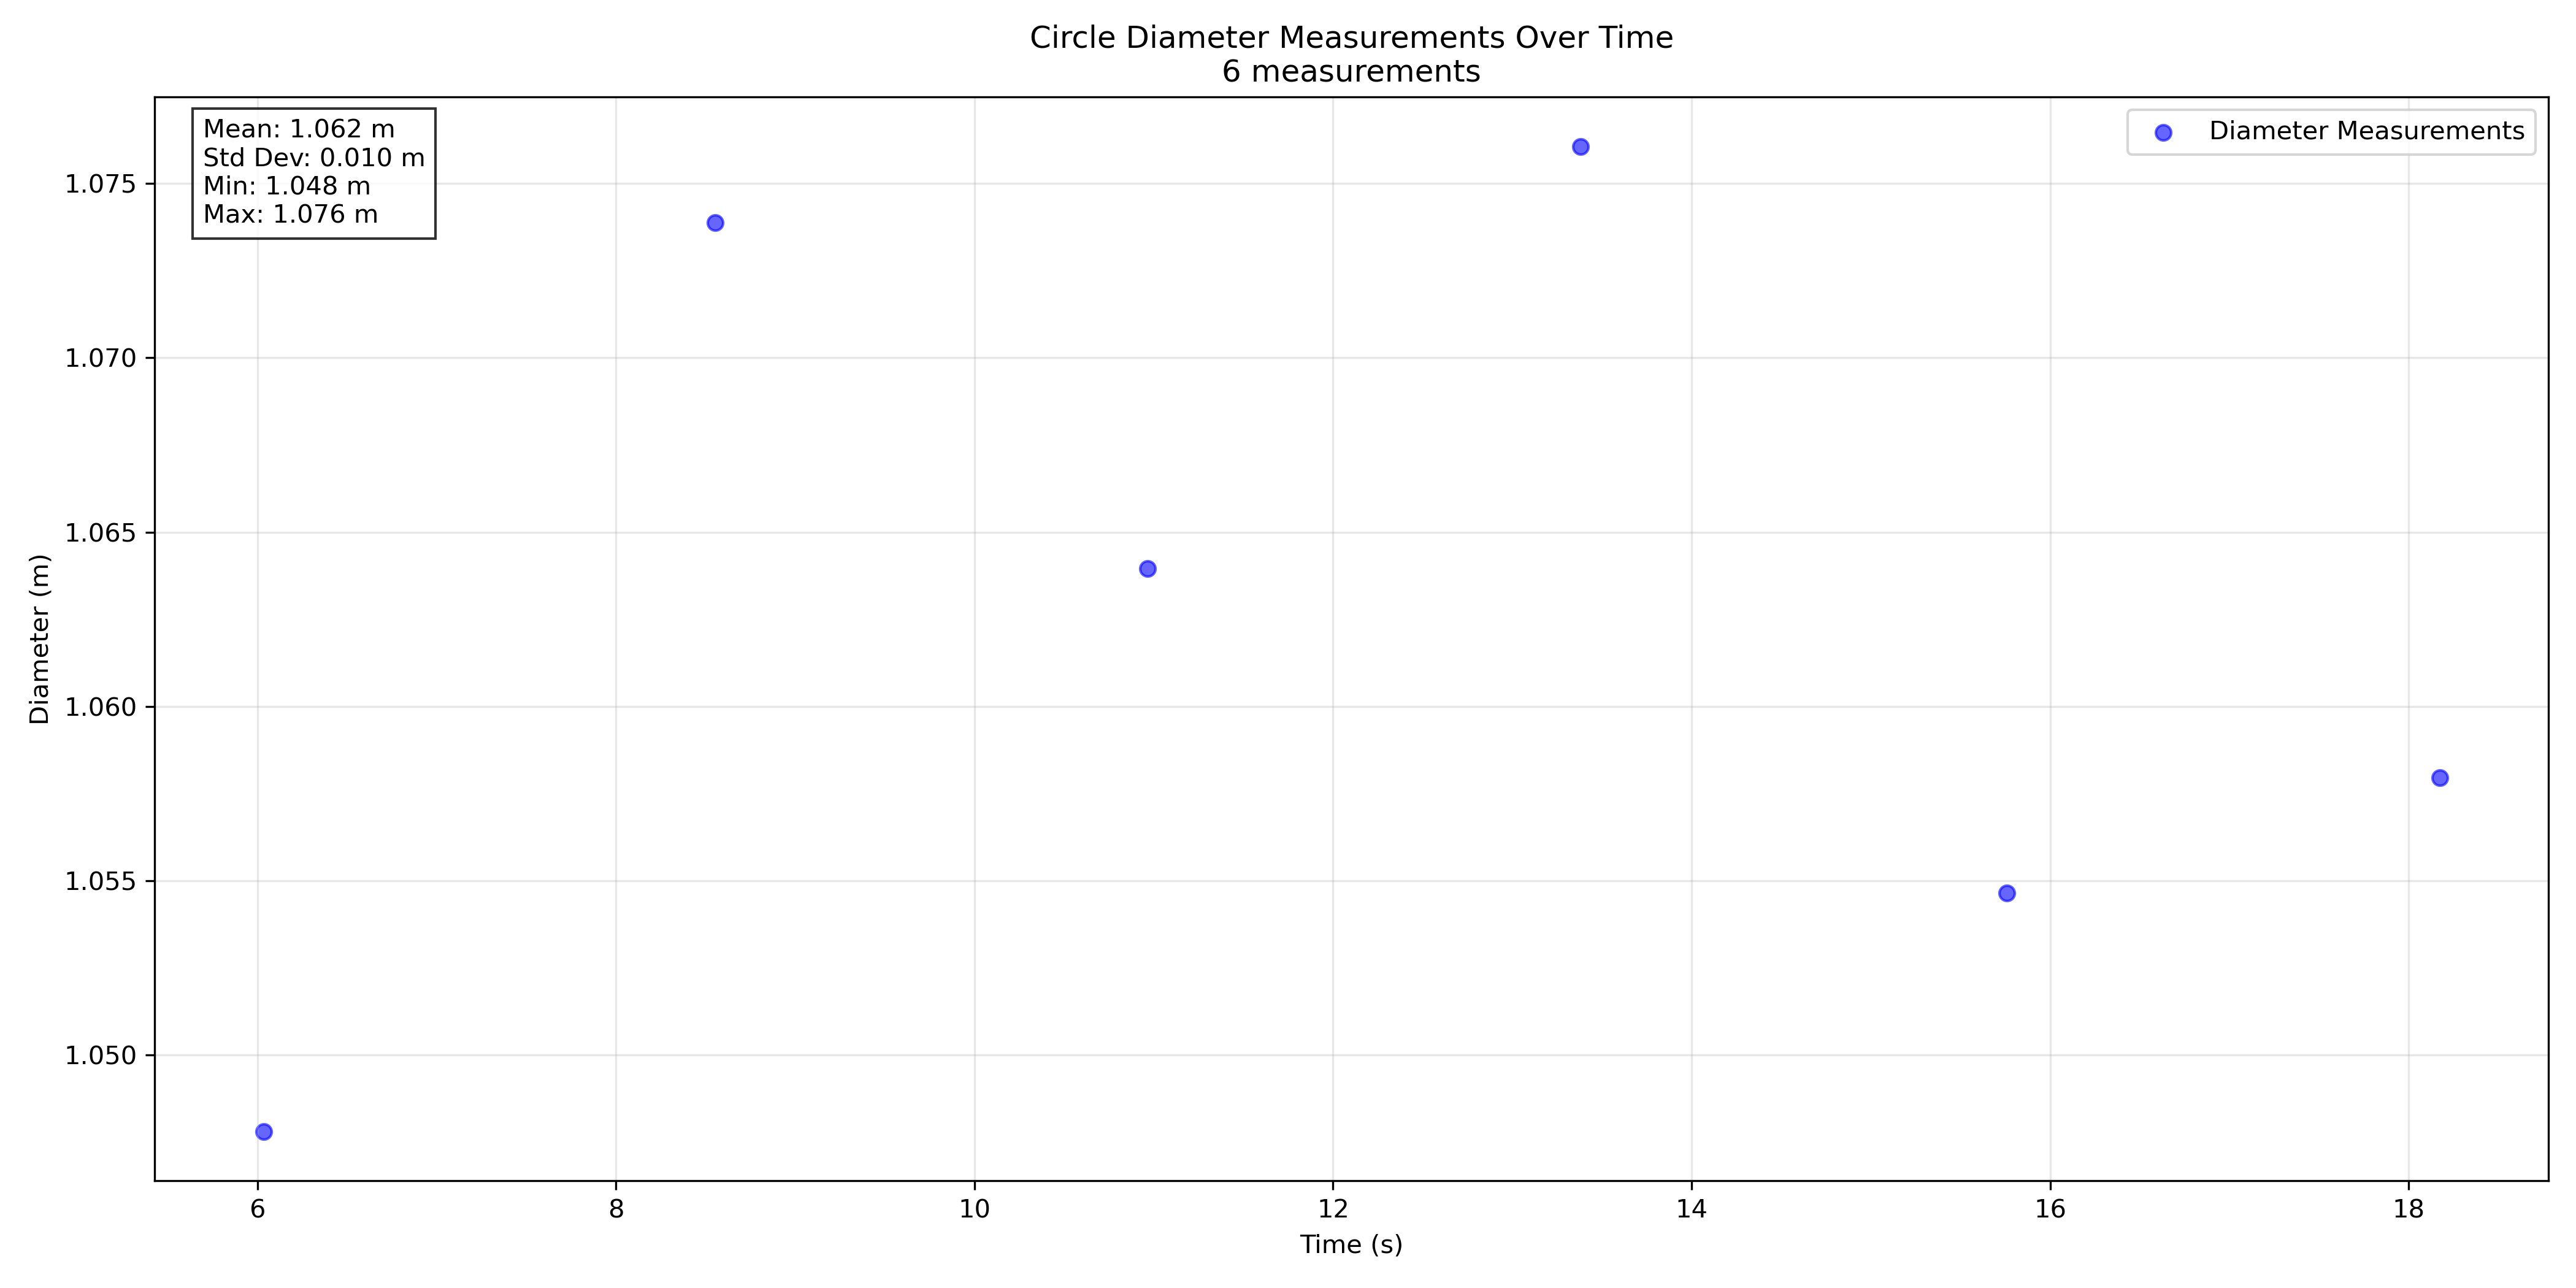 Circle Diameter Measurements Over Time
6 measurements
Mean: 1.062 m
Std Dev: 0.010 m
Min: 1.048 m
Max: 1.076 m
Diameter Measurements
Diameter (m)
1.075
1.070
1.065
1.060
1.055
1.050
6 8 10 12 14 16 18
Time (s)